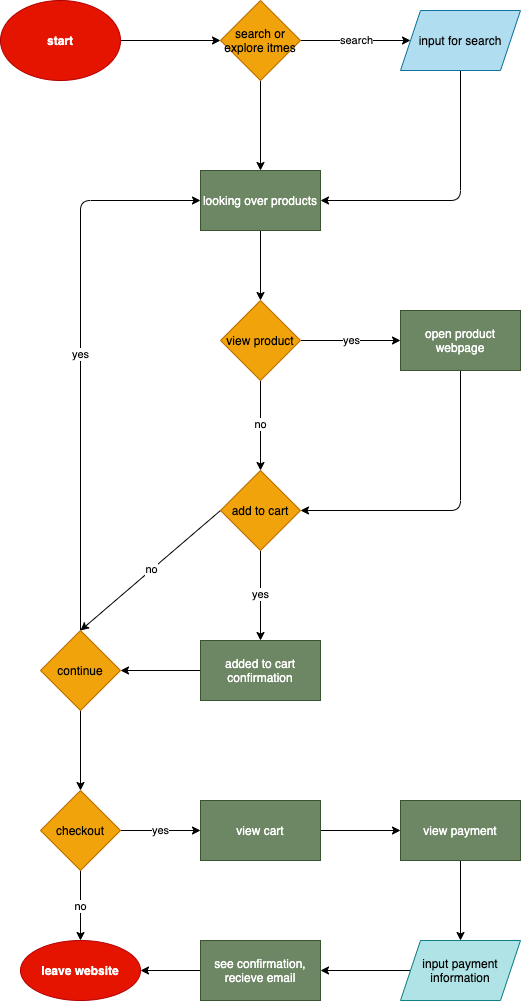 start
search or
explore itmes
search
input for search
looking over products
view product
yes
open product
webpage
yes
no
add to cart
no
yes
continue
added to cart
confirmation
checkout
yes
view cart
view payment
no
leave website
see confirmation,
recieve email
input payment
information